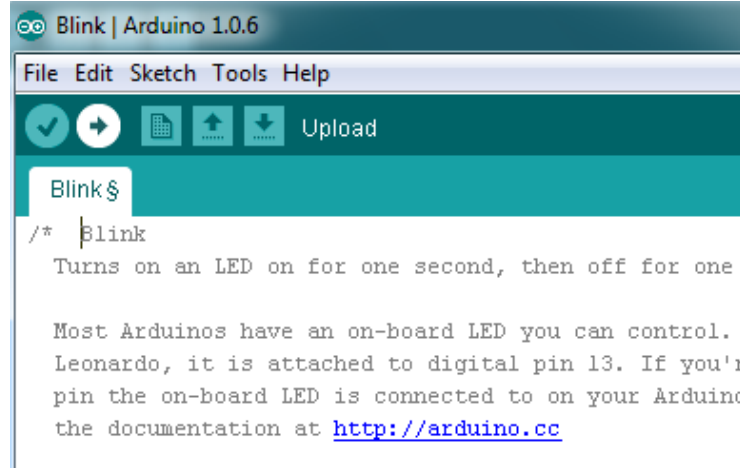 Blink | Arduino 1.0.6
File Edit Sketch Tools Help
Upload
Blink §
/* Blink
Turns on an LED on for one second, then off for one
Most Arduinos have an on-board LED you can control.
Leonardo, it is attached to digital pin 13. If you'r
pin the on-board LED is connected to on your Arduino
the documentation at http://arduino.cc